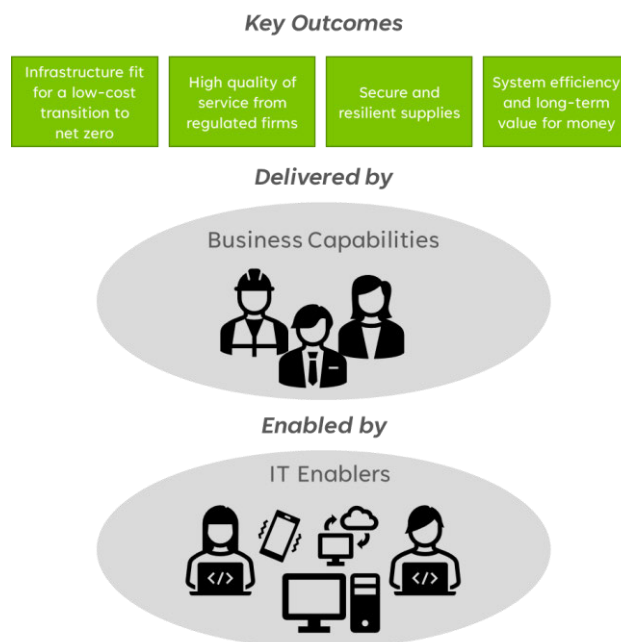 Key Outcomes
Infrastructure fit
for a low-cost
transition to
net zero
High quality of
service from
regulated firms
Secure and
resilient supplies
System efficiency
and long-term
value for money
Delivered by
Business Capabilities
Enabled by
IT Enablers
</>
</>